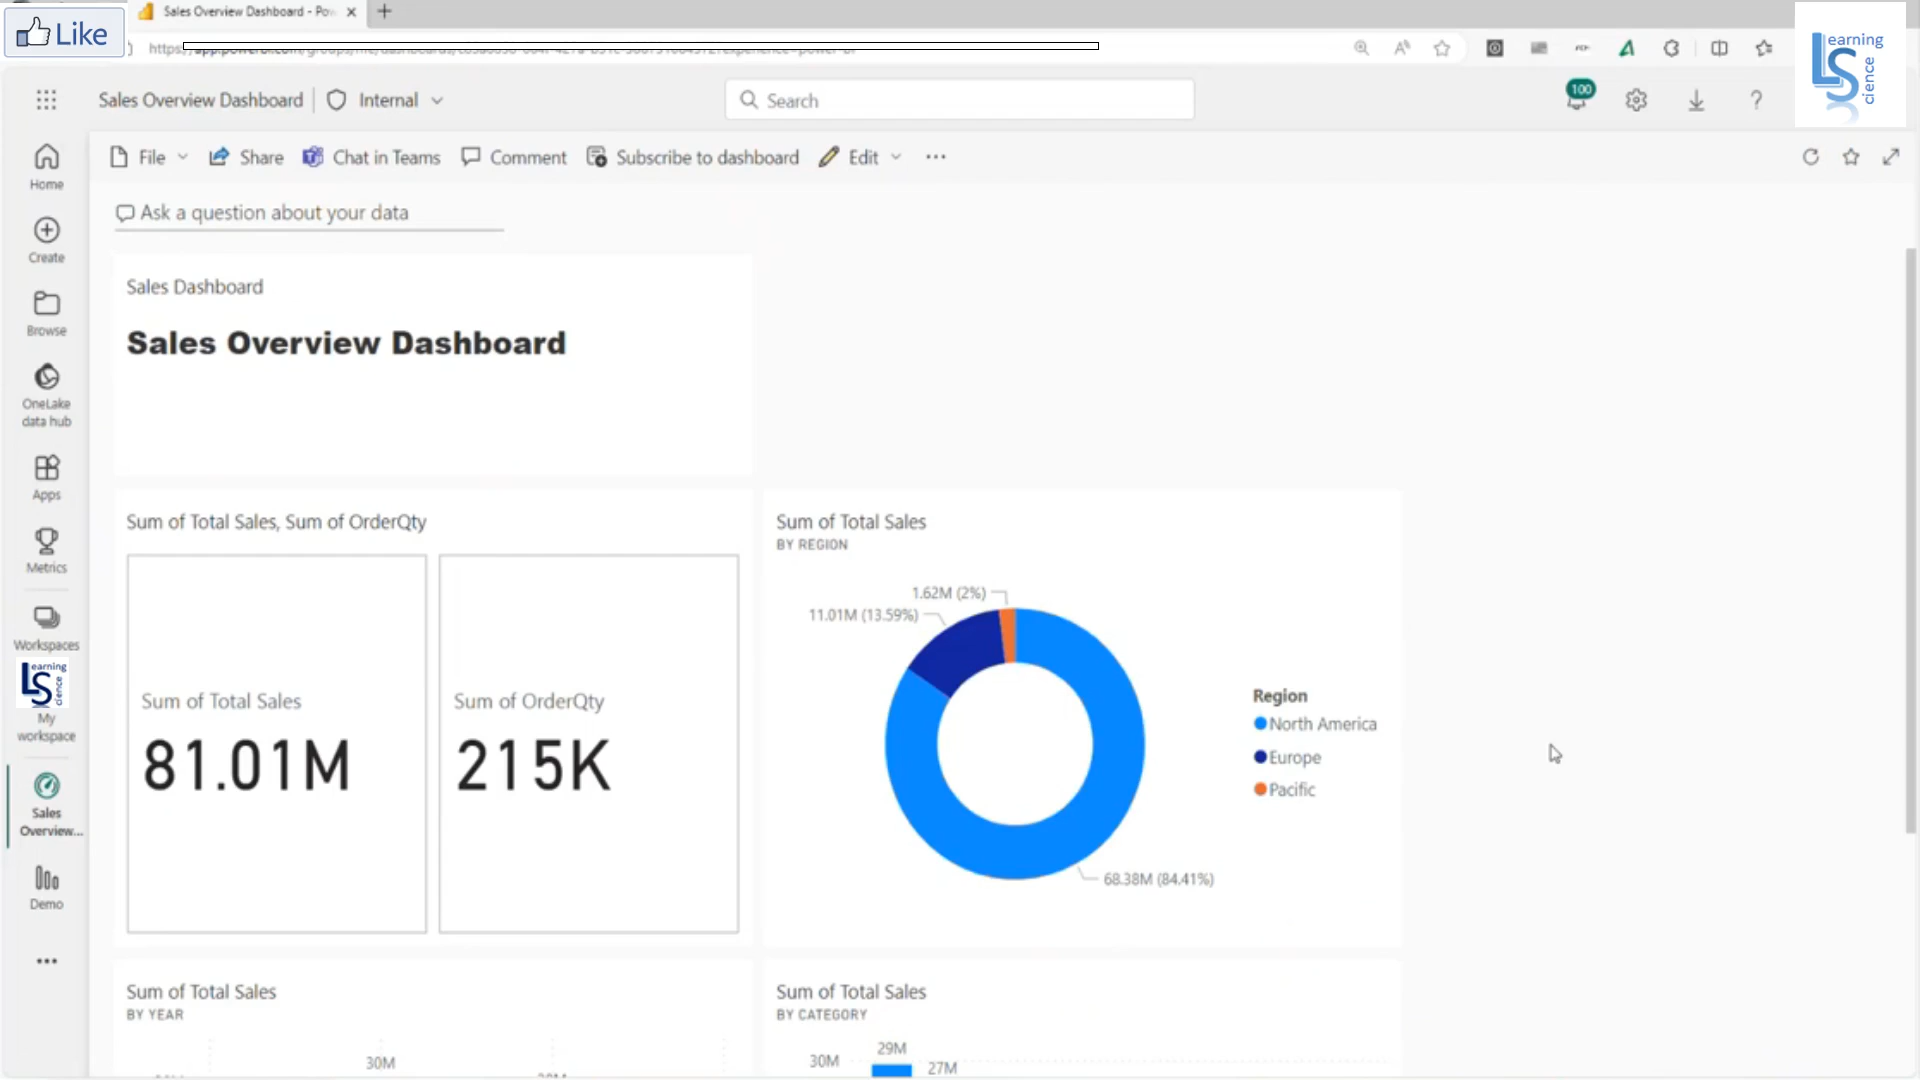 Like
Sales Overview Dashboard - Pow
Sales Overview Dashboard
Internal
Search
100
Learning Science
Home
Create
Browse
OneLake
data hub
Apps
Metrics
Workspaces
Learning Science
My
workspace
Sales
Overview...
Demo
File
Share
Chat in Teams
Comment
Subscribe to dashboard
Edit
Ask a question about your data
Sales Dashboard
Sales Overview Dashboard
Sum of Total Sales, Sum of OrderQty
Sum of Total Sales
81.01M
Sum of OrderQty
215K
Sum of Total Sales
BY REGION
1.62M (2%)
11.01M (13.59%)
68.38M (84.41%)
Region
North America
Europe
Pacific
Sum of Total Sales
BY YEAR
30M
Sum of Total Sales
BY CATEGORY
30M
29M
27M